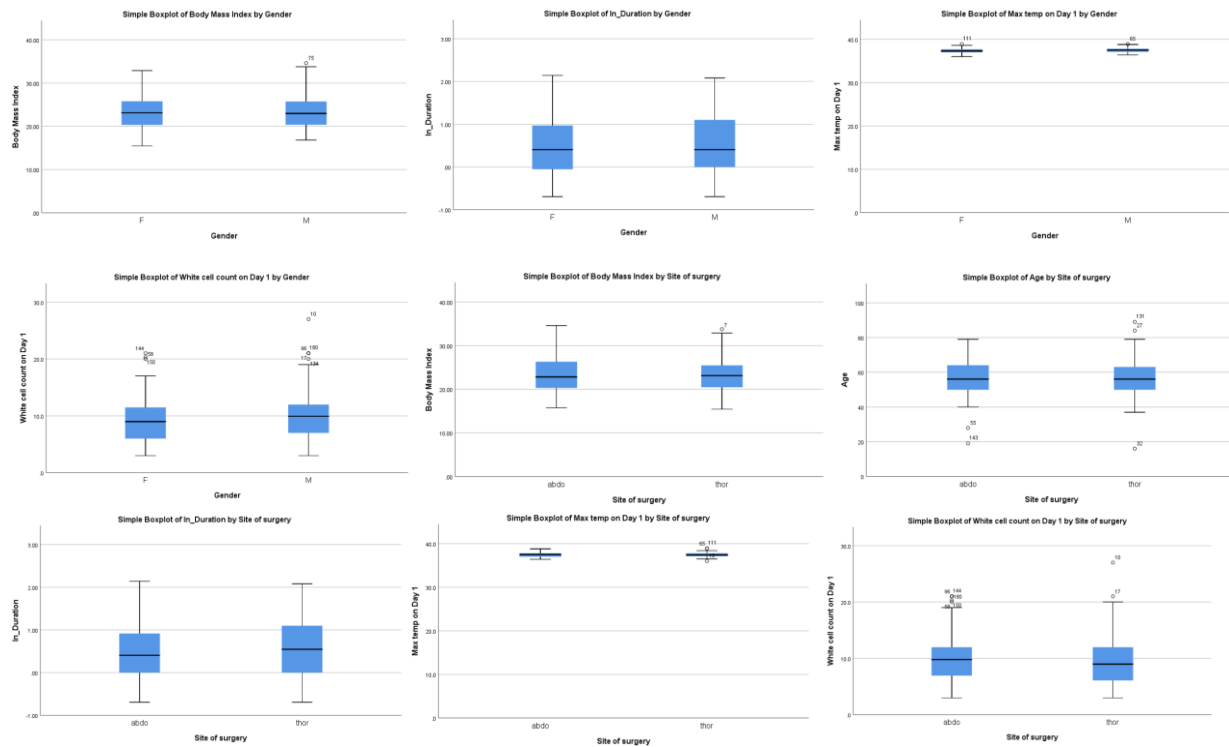 Simple Boxplot of Body Mass Index by Gender
40.00
30.00
20.00
10.00
.00
Body Mass Index
75
F
M
Gender
Simple Boxplot of In_Duration by Gender
3.00
2.00
1.00
.00
-1.00
In_Duration
F
M
Gender
Simple Boxplot of Max temp on Day 1 by Gender
40.0
30.0
20.0
10.0
.0
Max temp on Day 1
111
65
F
M
Gender
Simple Boxplot of White cell count on Day 1 by Gender
30.0
20.0
10.0
.0
White cell count on Day 1
144
10
F
M
Gender
Simple Boxplot of Body Mass Index by Site of surgery
40.00
30.00
20.00
10.00
.00
Body Mass Index
7
abdo
thor
Site of surgery
Simple Boxplot of Age by Site of surgery
100
80
60
40
20
0
Age
55
143
131
27
32
abdo
thor
Site of surgery
Simple Boxplot of In_Duration by Site of surgery
3.00
2.00
1.00
.00
-1.00
In_Duration
abdo
thor
Site of surgery
Simple Boxplot of Max temp on Day 1 by Site of surgery
40.0
30.0
20.0
10.0
.0
Max temp on Day 1
65 111
abdo
thor
Site of surgery
Simple Boxplot of White cell count on Day 1 by Site of surgery
30.0
20.0
10.0
.0
White cell count on Day 1
10
17
abdo
thor
Site of surgery